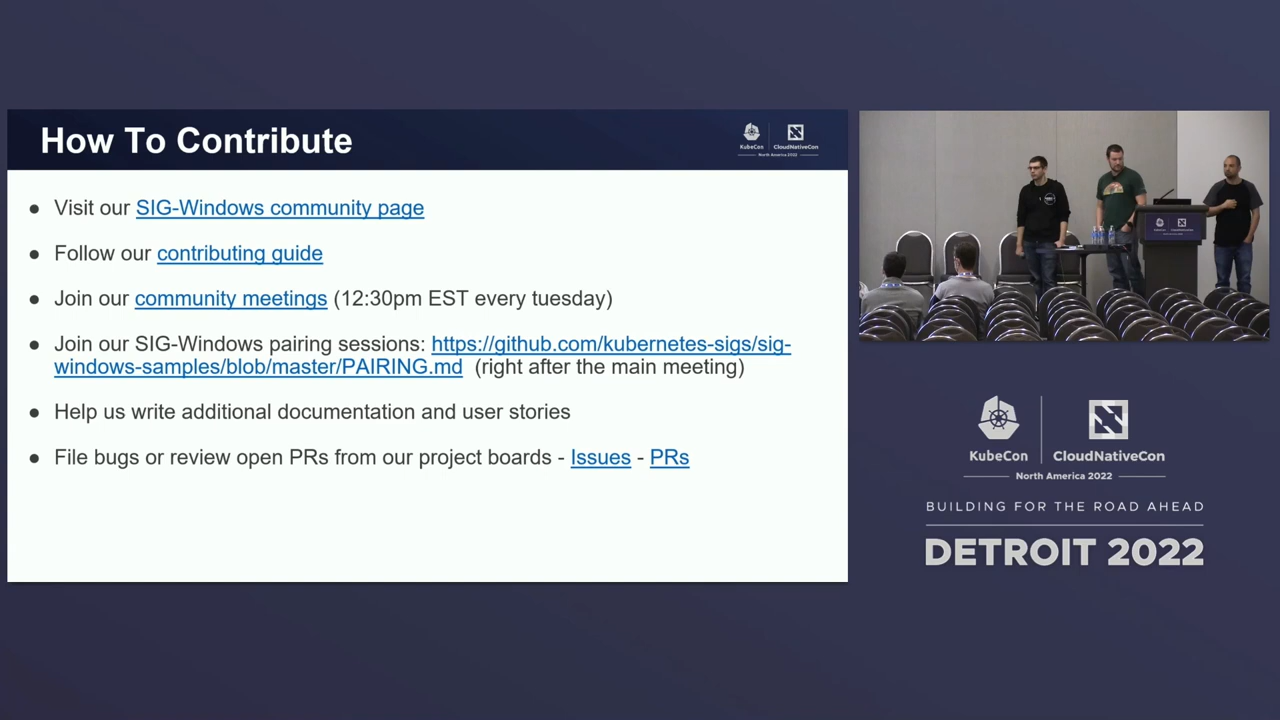 How To Contribute
KubeCon
CloudNativeCon
North America 2022
● Visit our SIG-Windows community page
● Follow our contributing guide
● Join our community meetings (12:30pm EST every tuesday)
● Join our SIG-Windows pairing sessions: https://github.com/kubernetes-sigs/sig-
windows-samples/blob/master/PAIRING.md (right after the main meeting)
● Help us write additional documentation and user stories
● File bugs or review open PRs from our project boards - Issues - PRs
KubeCon
CloudNativeCon
North America 2022
BUILDING FOR THE ROAD AHEAD
DETROIT 2022